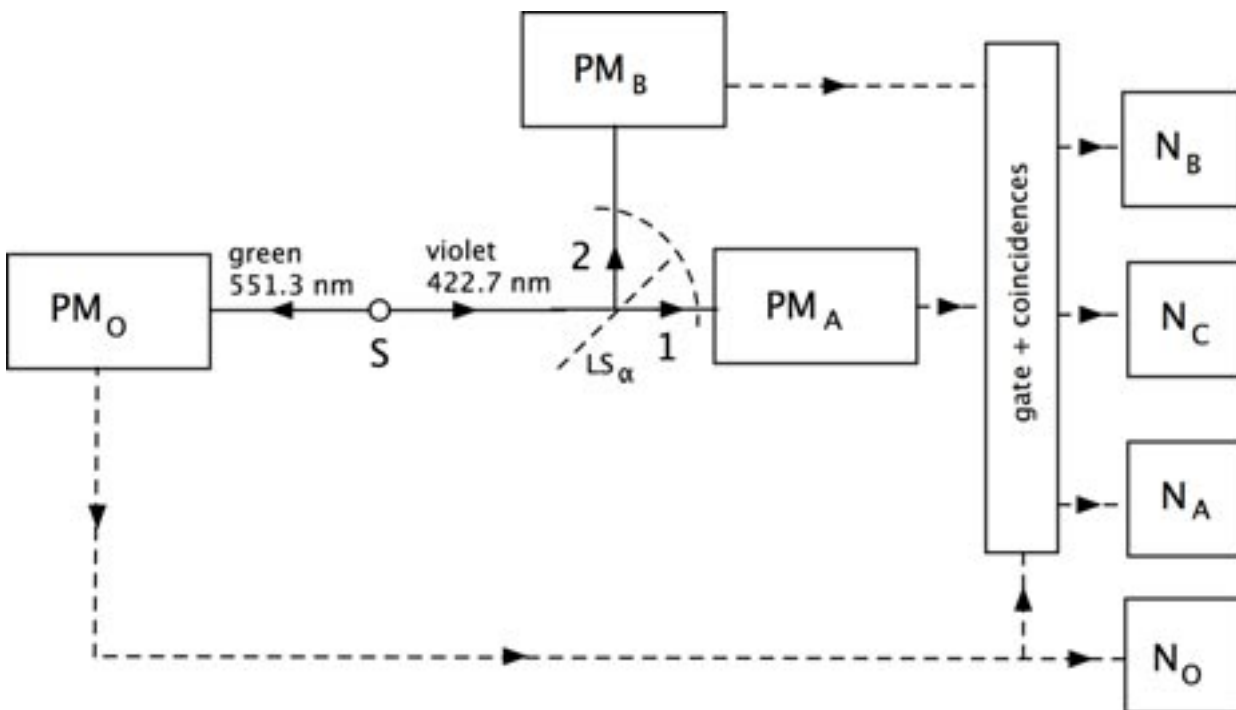 PM B
N B
green
551.3 nm
violet
422.7 nm
2
PM O
S
1
PM A
LS α
gate + coincidences
N C
N A
N O